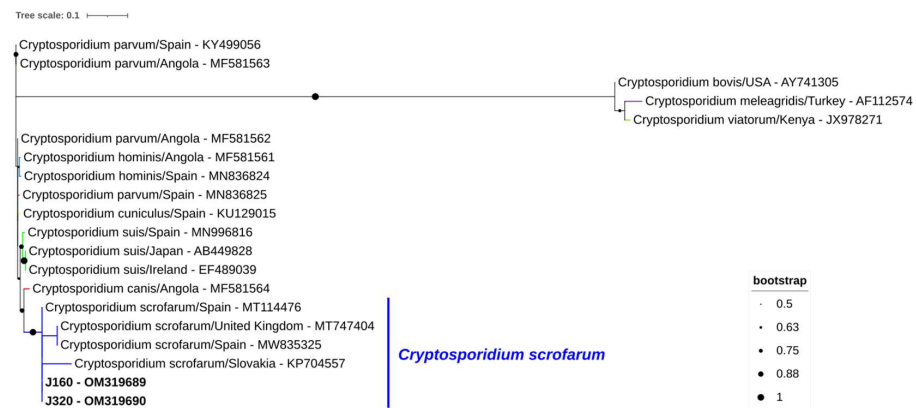 Tree scale: 0.1
Cryptosporidium parvum/Spain - KY499056
Cryptosporidium parvum/Angola - MF581563
Cryptosporidium bovis/USA - AY741305
Cryptosporidium meleagridis/Turkey - AF112574
Cryptosporidium viatorum/Kenya - JX978271
Cryptosporidium parvum/Angola - MF581562
Cryptosporidium hominis/Angola - MF581561
Cryptosporidium hominis/Spain - MN836824
Cryptosporidium parvum/Spain - MN836825
Cryptosporidium cuniculus/Spain - KU129015
Cryptosporidium suis/Spain - MN996816
Cryptosporidium suis/Japan - AB449828
Cryptosporidium suis/Ireland - EF489039
Cryptosporidium canis/Angola - MF581564
Cryptosporidium scrofarum/Spain - MT114476
Cryptosporidium scrofarum/United Kingdom - MT747404
Cryptosporidium scrofarum/Spain - MW835325
Cryptosporidium scrofarum/Slovakia - KP704557
J160 - OM319689
J320 - OM319690
Cryptosporidium scrofarum
bootstrap
0.5
0.63
0.75
0.88
1